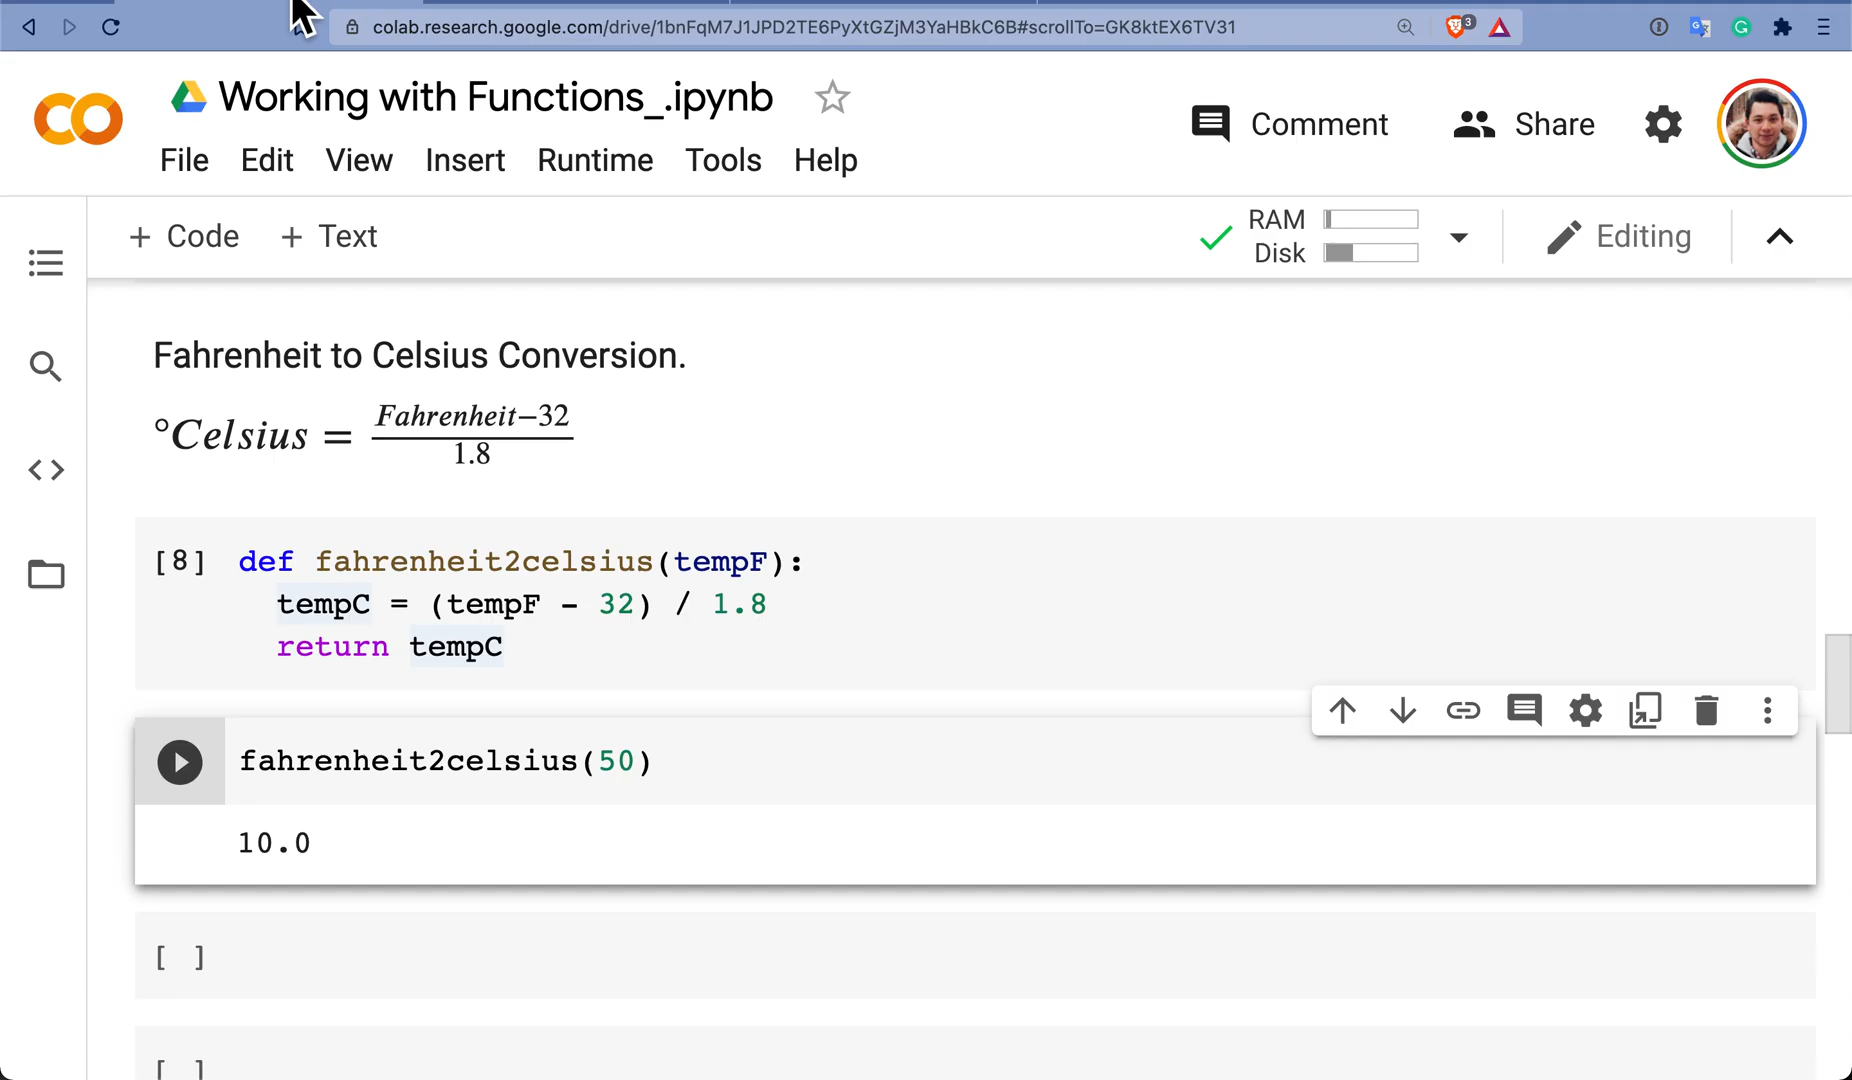 colab.research.google.com/drive/1bnFqM7J1JPD2TE6PyXtGZjM3YaHBkC6B#scrollTo=GK8ktEX6TV31
3
Working with Functions_.ipynb
Comment
Share
File Edit View Insert Runtime Tools Help
+ Code + Text
RAM
Disk
Editing
Fahrenheit to Celsius Conversion.
°Celsius = Fahrenheit−32
1.8
[8] def fahrenheit2celsius(tempF):
tempC = (tempF - 32) / 1.8
return tempC
fahrenheit2celsius(50)
10.0
[ ]
[ ]